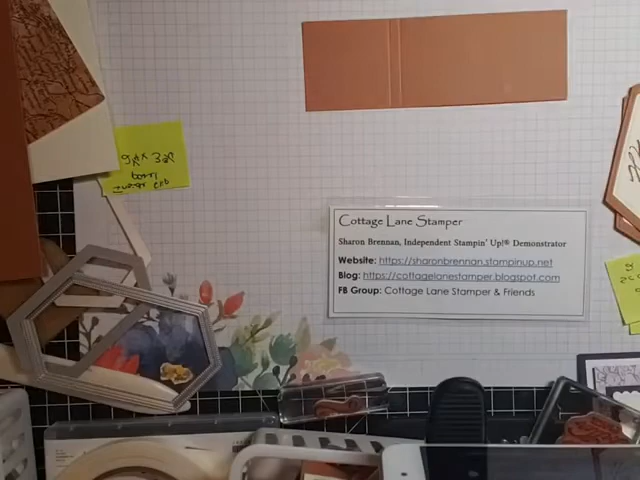 Cottage Lane Stamper
Sharon Brennan, Independent Stampin' Up!® Demonstrator
Website: https://sharonbrennan.stampinup.net
Blog: https://cottagelanestamper.blogspot.com
FB Group: Cottage Lane Stamper & Friends